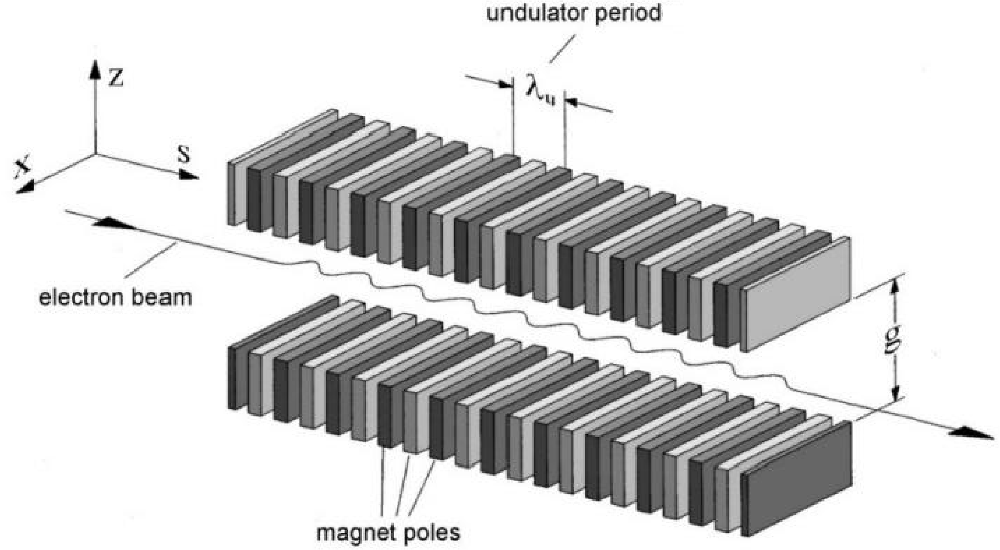 undulator period
λu
Z
S
X
electron beam
g
magnet poles